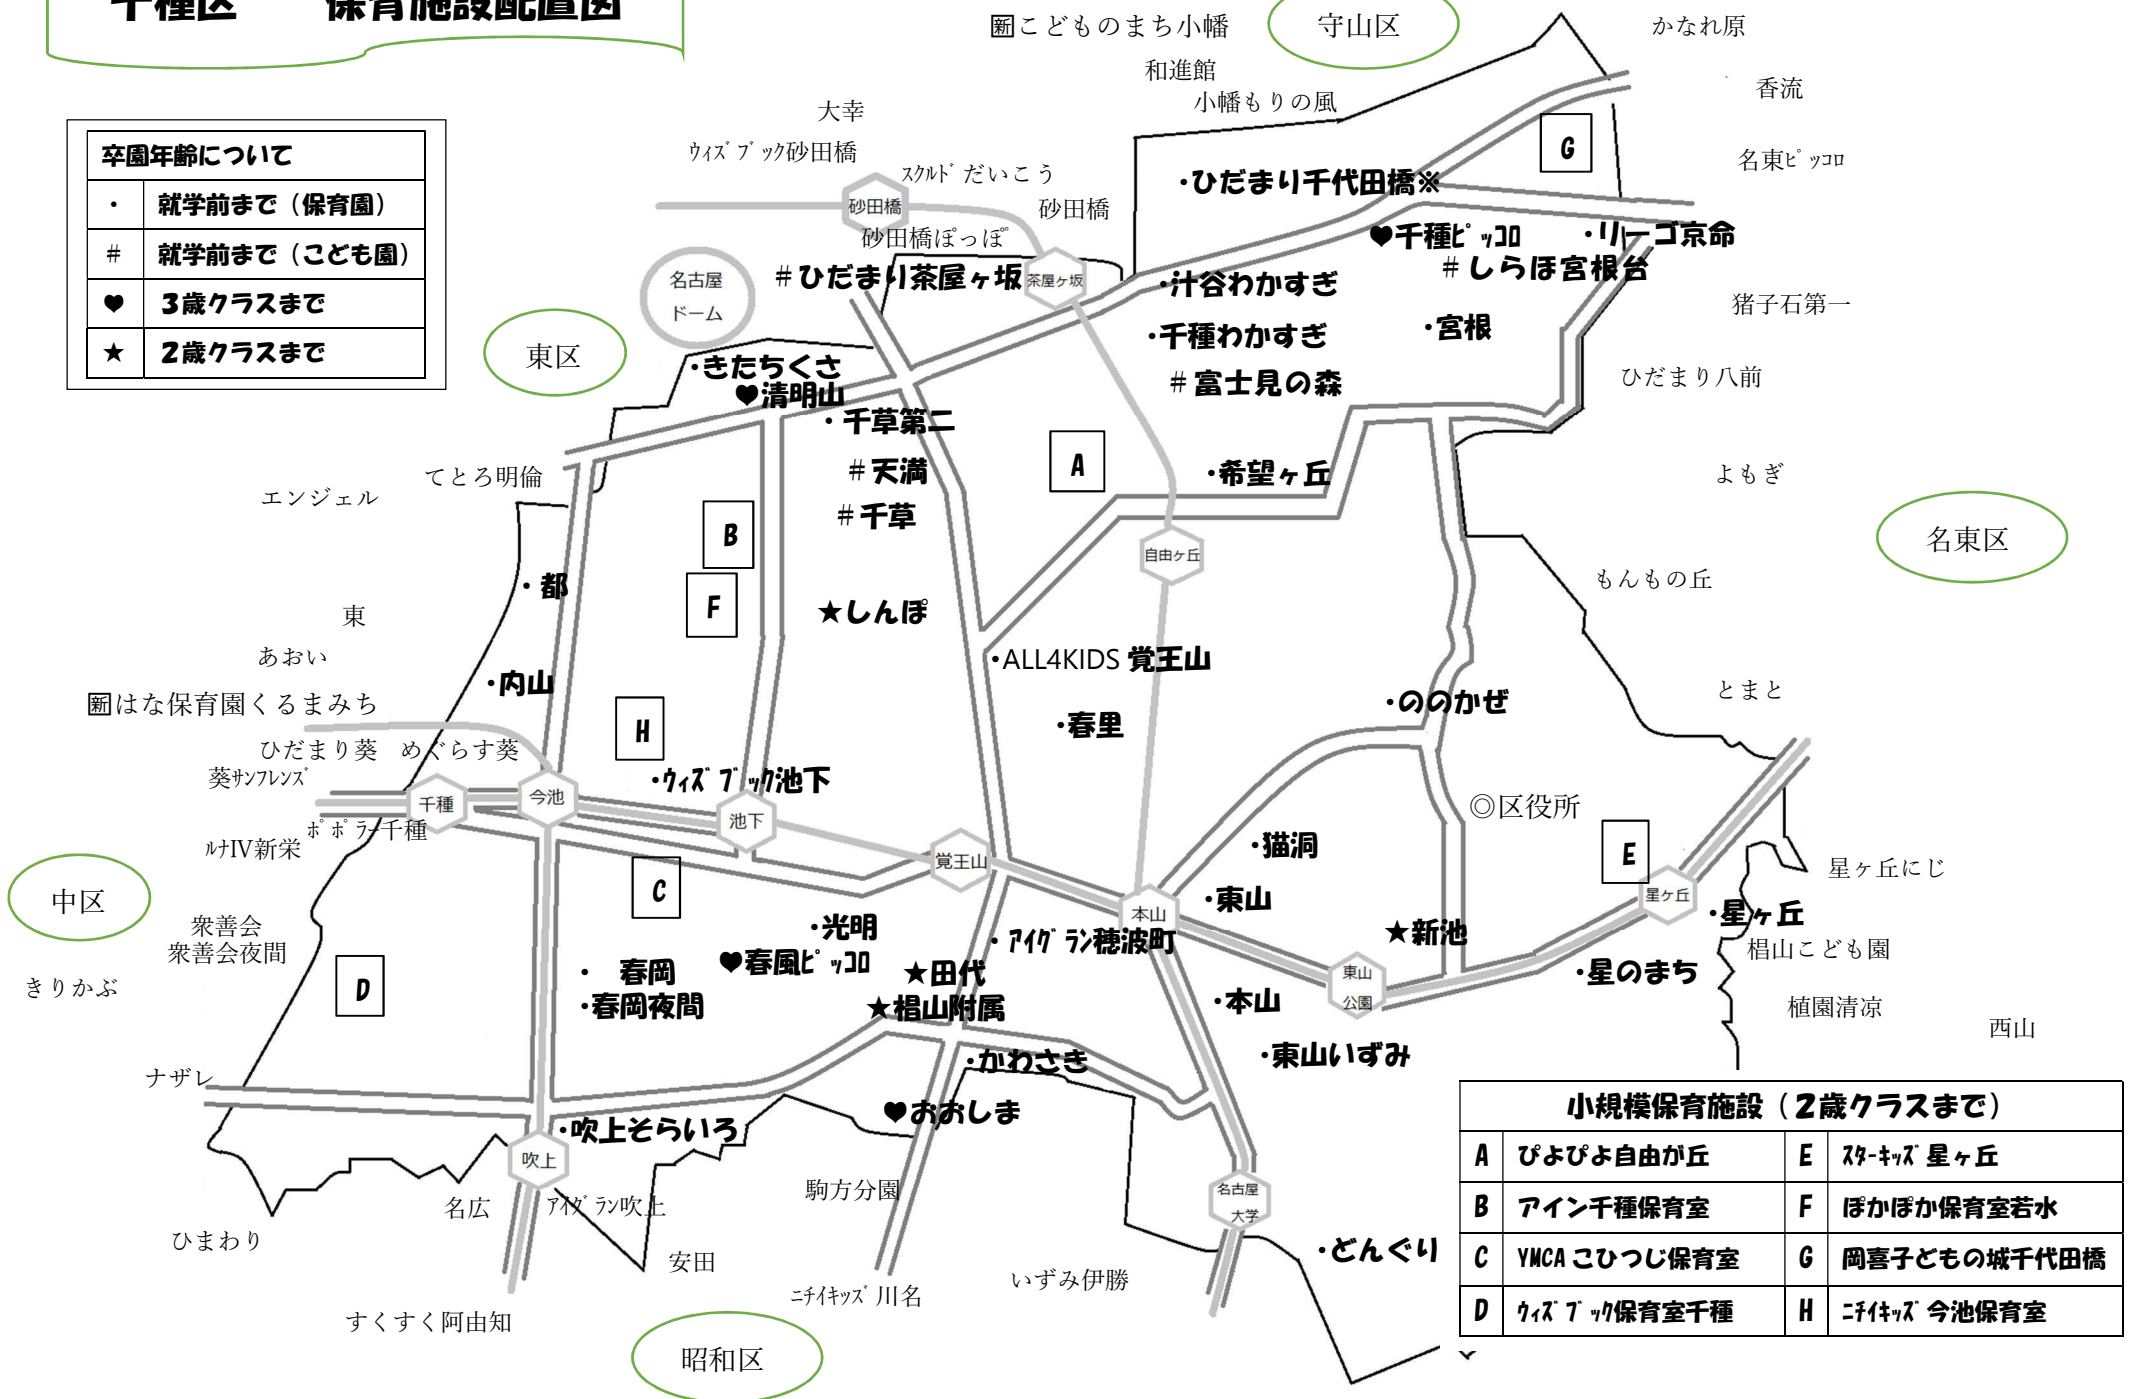 千種区　保育施設配置図
新こどものまち小幡
守山区
かなれ原
和進館
小幡もりの風
香流
大幸
ウィズブック砂田橋
スクルドだいこう
砂田橋
名東ピッコロ
卒園年齢について
・ 就学前まで（保育園）
# 就学前まで（こども園）
♥ 3歳クラスまで
★ 2歳クラスまで
G
・ひだまり千代田橋※
砂田橋
砂田橋ぽっぽ
♥千種ピッコロ
・リーゴ京命
#しらほ宮根台
名古屋
ドーム
#ひだまり茶屋ヶ坂
茶屋ヶ坂
・汁谷わかすぎ
猪子石第一
・千種わかすぎ
・宮根
東区
・きたちくさ
♥清明山
#富士見の森
ひだまり八前
・千草第二
てとろ明倫
エンジェル
#天満
A
・希望ヶ丘
よもぎ
#千草
B
名東区
自由ヶ丘
もんもの丘
・都
F
★しんぽ
東
あおい
・ALL4KIDS 覚王山
・内山
新はな保育園くるまみち
H
・春里
・ののかぜ
とまと
ひだまり葵
めぐらす葵
葵サンフレンズ
・ウィズブック池下
千種
今池
池下
◎区役所
ポポラー千種
ルナIV新栄
覚王山
・猫洞
E
星ヶ丘にじ
中区
C
・東山
星ヶ丘
・星ヶ丘
本山
衆善会
衆善会夜間
・光明
・アイグラン穂波町
★新池
椙山こども園
きりかぶ
D
・春岡
・春岡夜間
♥春風ピッコロ
★田代
★椙山附属
・本山
東山
公園
・星のまち
植園清凉
西山
・東山いずみ
・かわさき
ナザレ
♥おおしま
・吹上そらいろ
吹上
名広
アイグラン吹上
駒方分園
名古屋
大学
ひまわり
安田
・どんぐり
いずみ伊勝
ニチイキッズ川名
すくすく阿由知
昭和区
小規模保育施設（2歳クラスまで）
A ぴよぴよ自由が丘 E スターキッズ星ヶ丘
B アイン千種保育室 F ぽかぽか保育室若水
C YMCAこひつじ保育室 G 岡喜子どもの城千代田橋
D ウィズブック保育室千種 H ニチイキッズ今池保育室